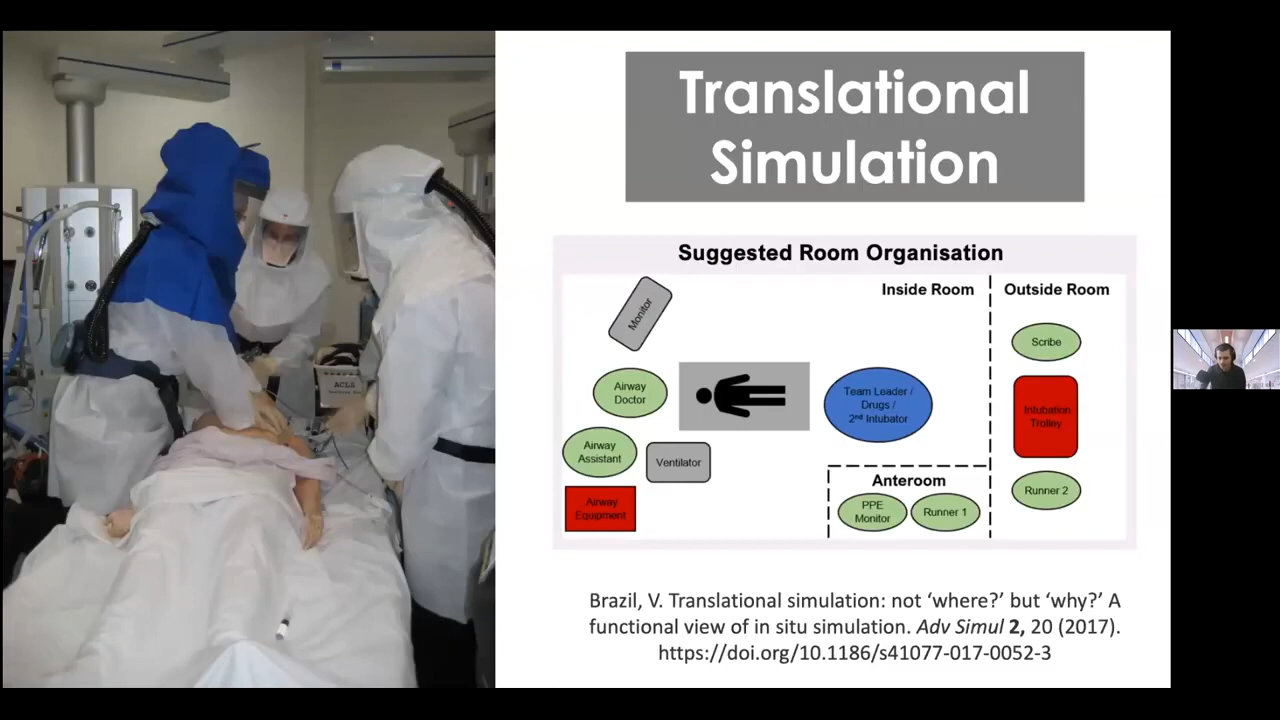 Translational
Simulation
Suggested Room Organisation
Inside Room
Outside Room
Monitor
Scribe
Airway
Doctor
Team Leader /
Drugs /
2nd Intubator
Intubation
Trolley
Airway
Assistant
Ventilator
Anteroom
Airway
Equipment
PPE
Monitor
Runner 1
Runner 2
ACLS
Brazil, V. Translational simulation: not ‘where?’ but ‘why?’ A
functional view of in situ simulation. Adv Simul 2, 20 (2017).
https://doi.org/10.1186/s41077-017-0052-3